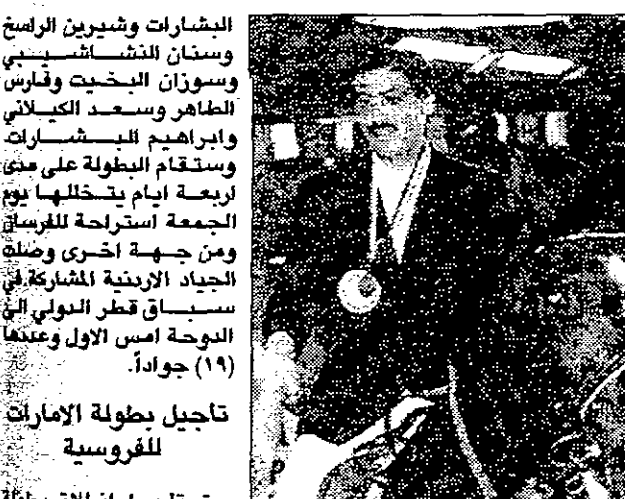 البشارات وشيرين الراسخ
وسنان النشاشيبي
وسوزان البخيت وفارس
الطاهر وسعد الكيلاني
وابراهيم البشارات.
وستقام البطولة على مدى
اربعة ايام يتخللها يوم
الجمعة استراحة للفرسان
ومن جهة اخرى وصلت
الجياد الاردنية المشاركة في
سباق قطر الدولي الى
الدوحة امس الاول وعددها
(١٩) جواداً.
تأجيل بطولة الامارات
للفروسية